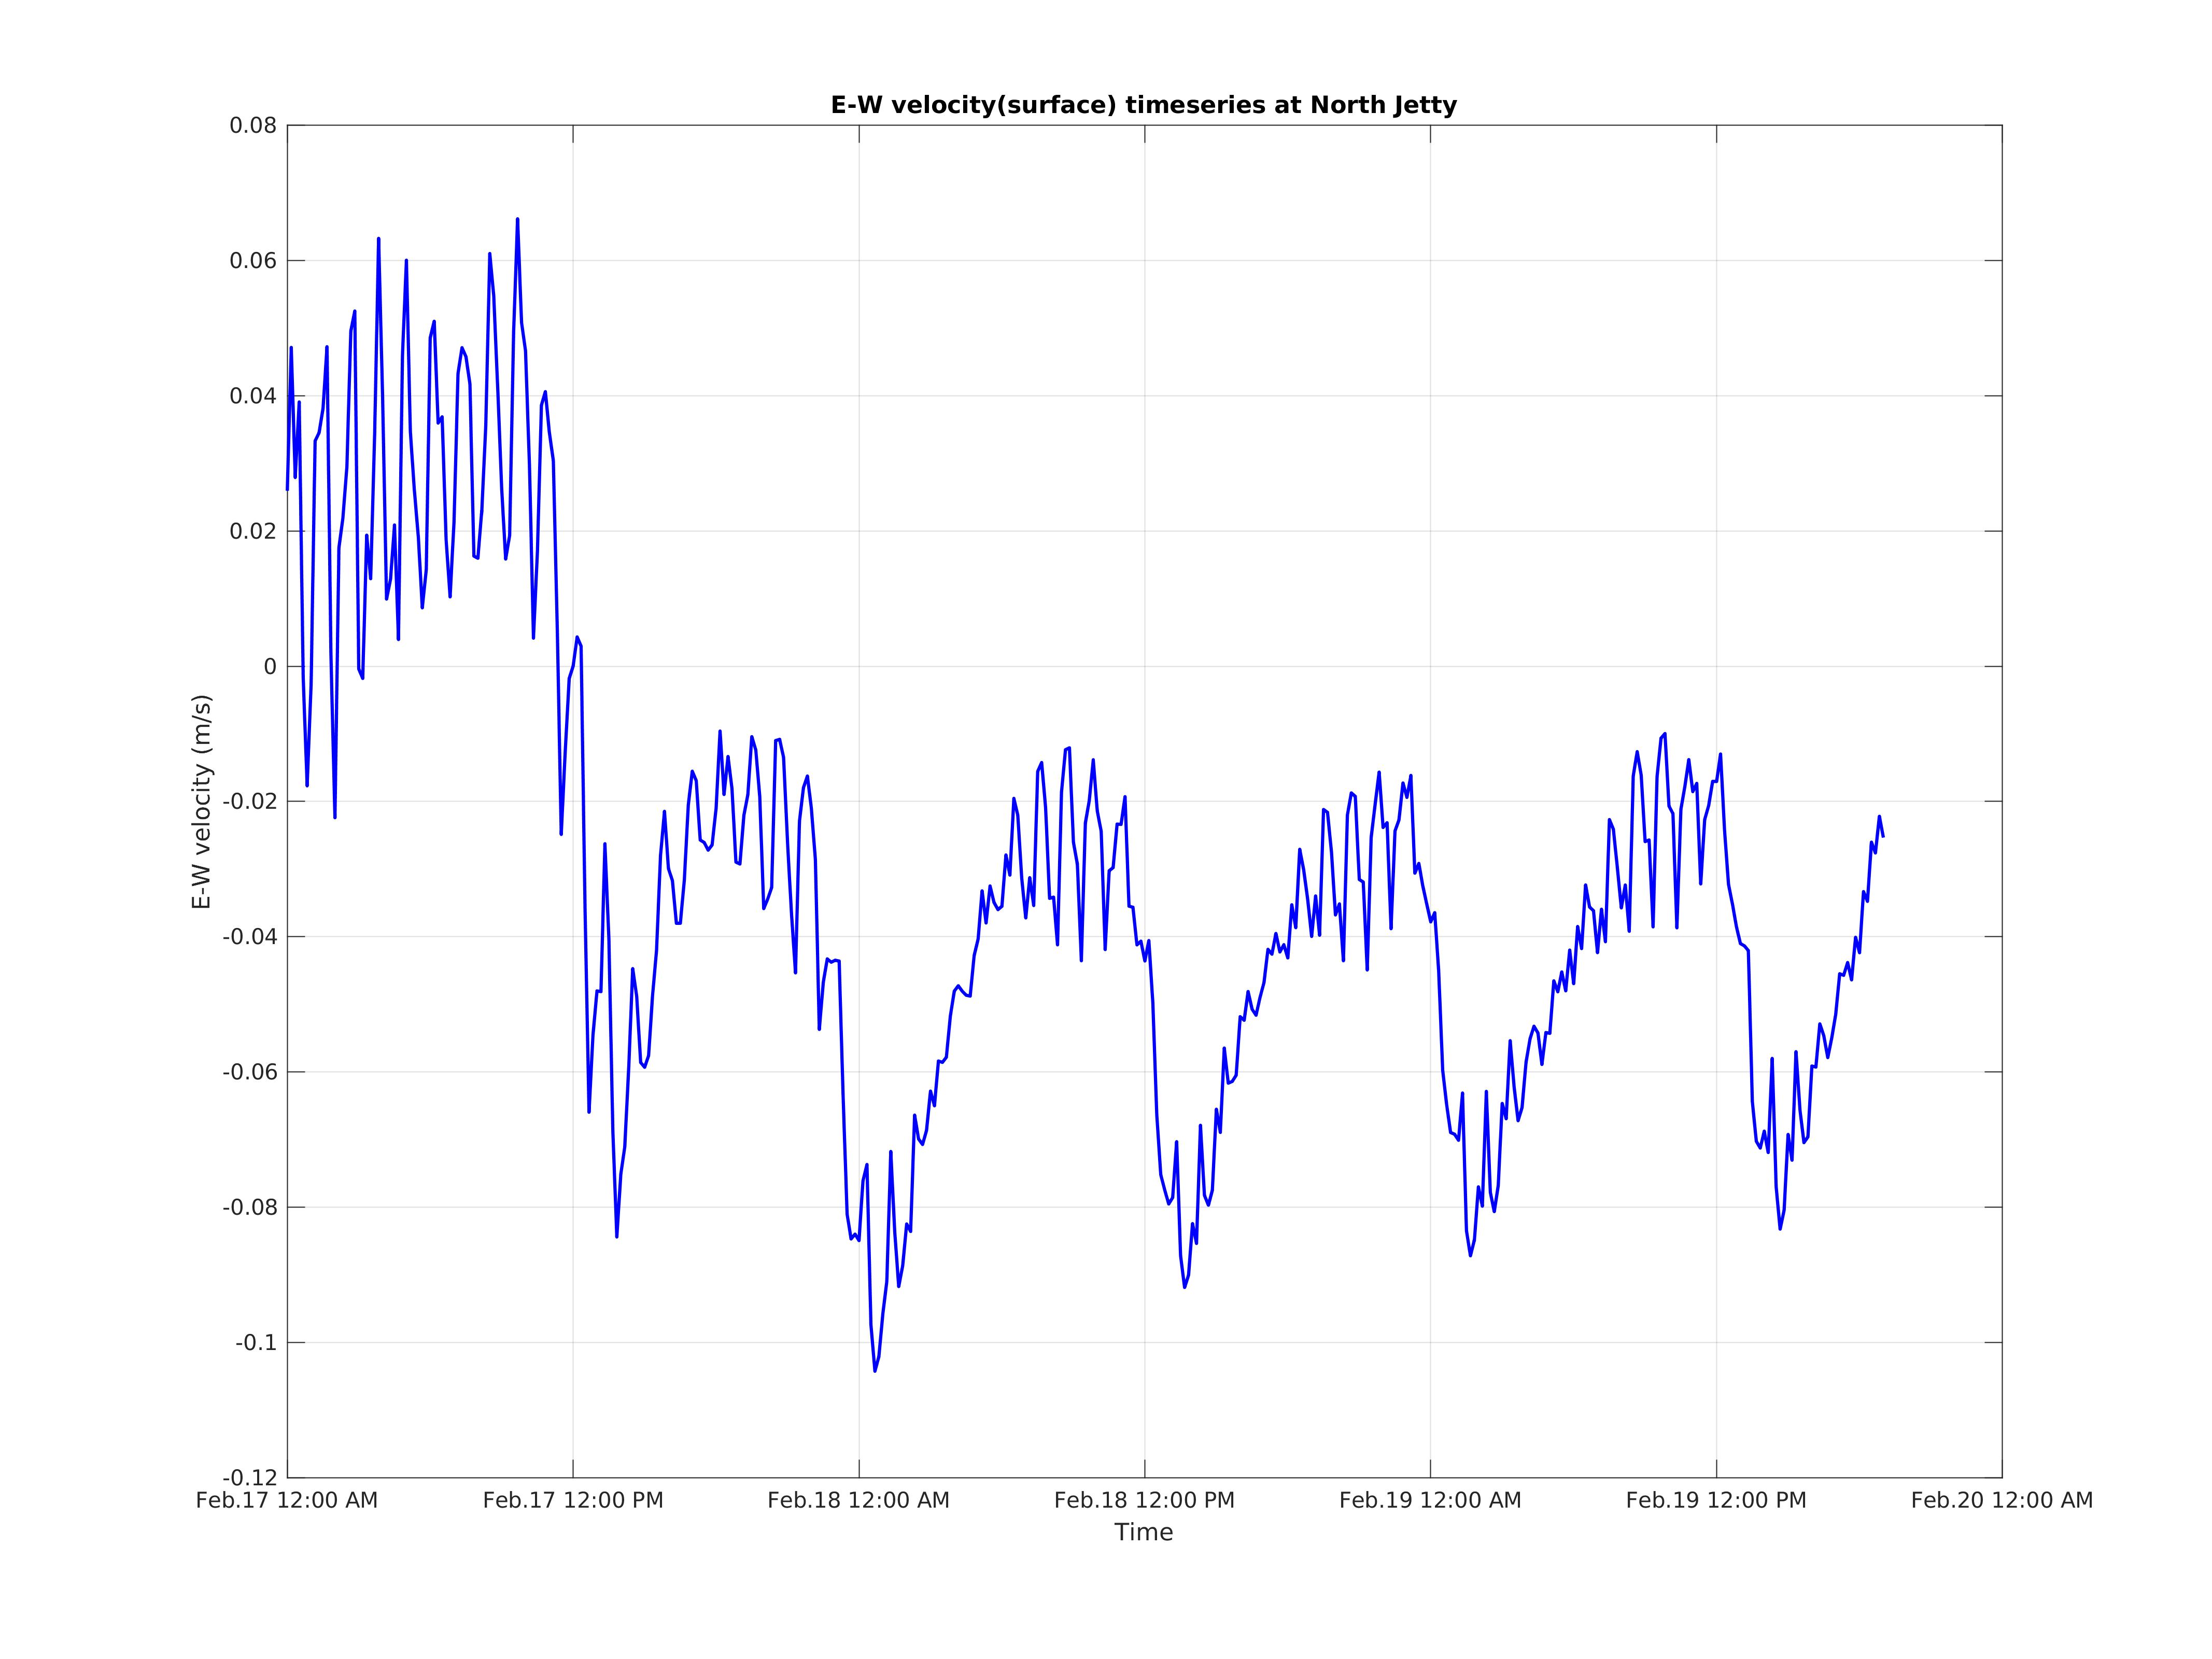 E-W velocity(surface) timeseries at North Jetty
0.08
0.06
0.04
0.02
0
-0.02
-0.04
-0.06
-0.08
-0.1
-0.12
E-W velocity (m/s)
Feb.17 12:00 AM Feb.17 12:00 PM Feb.18 12:00 AM Feb.18 12:00 PM Feb.19 12:00 AM Feb.19 12:00 PM Feb.20 12:00 AM
Time